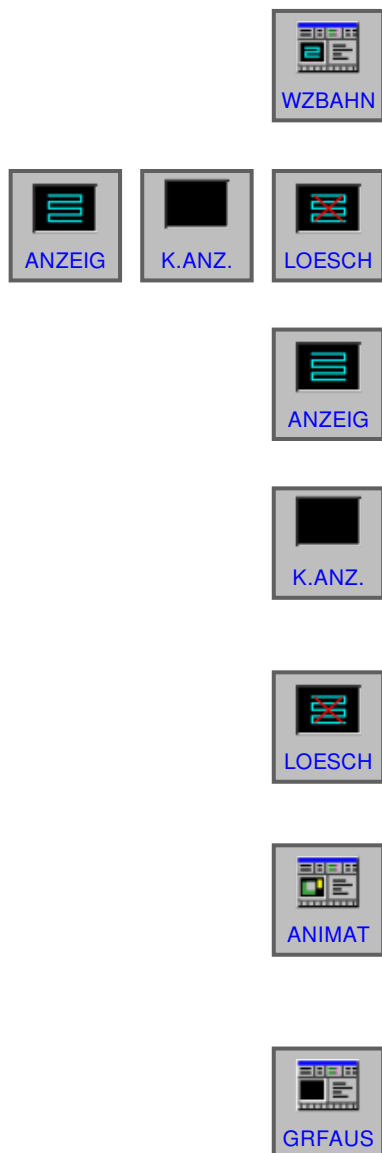 WZBAHN
ANZEIG K.ANZ. LOESCH
ANZEIG
K.ANZ.
LOESCH
ANIMAT
GRFAUS